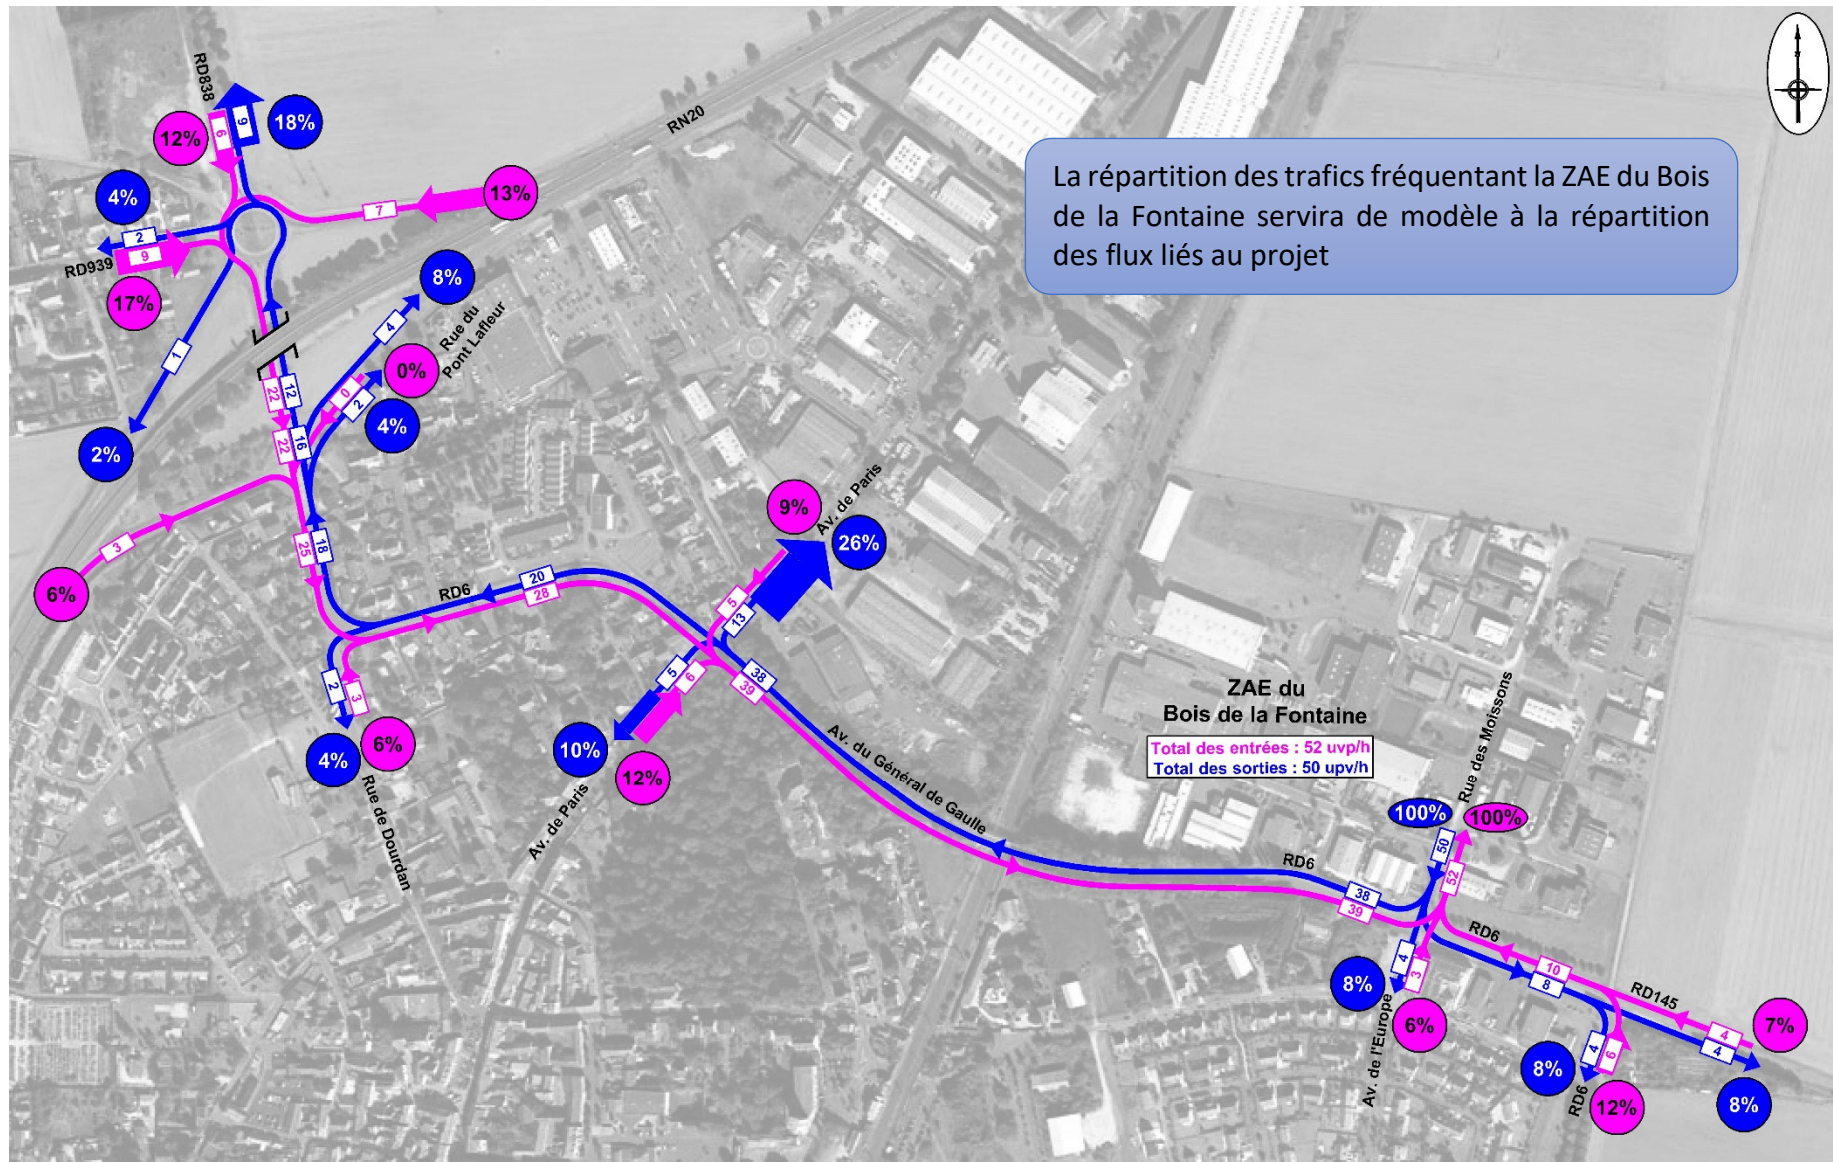 RD838
12%
6
9
18%
RN20
4%
13%
7
2
9
RD939
17%
8%
4
Rue du
Pont Lafleur
0%
0
2
4%
1
2%
22
12
22
16
La répartition des trafics fréquentant la ZAE du Bois
de la Fontaine servira de modèle à la répartition
des flux liés au projet
9%
Av. de Paris
26%
3
6%
25
18
RD6
20
28
5
13
5
6
38
39
2
3
4%
6%
Rue de Dourdan
10%
12%
Av. de Paris
Av. du Général de Gaulle
ZAE du
Bois de la Fontaine
Total des entrées : 52 uvp/h
Total des sorties : 50 upv/h
Rue des Moissons
100%
100%
50
52
RD6
38
39
RD6
4
3
8%
6%
Av. de l'Europe
10
8
RD145
7%
4
4
4
6
8%
RD6
12%
8%